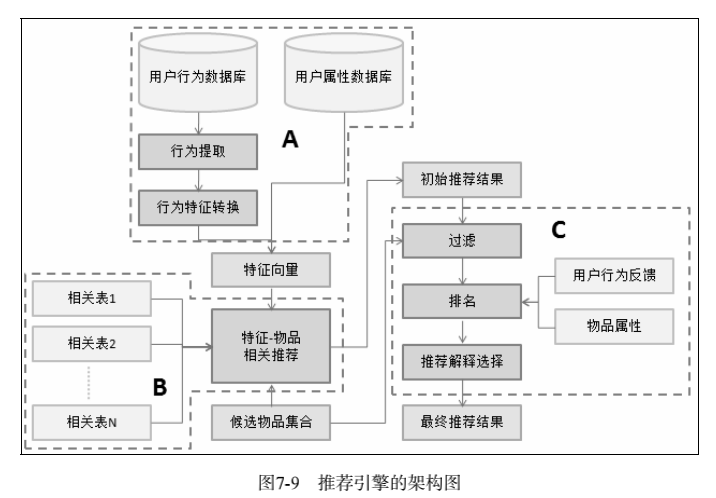 用户行为数据库
用户属性数据库
A
行为提取
行为特征转换
初始推荐结果
C
过滤
特征向量
用户行为反馈
相关表1
排名
特征-物品
相关推荐
物品属性
相关表2
推荐解释选择
B
相关表N
候选物品集合
最终推荐结果
图7-9 推荐引擎的架构图